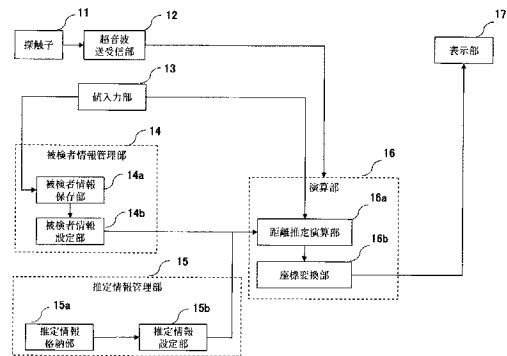 11
12
17
探触子
超音波
送受信部
表示部
13
値入力部
14
被検者情報管理部
16
演算部
14a
被検者情報
保存部
16a
14b
被検者情報
設定部
距離推定演算部
16b
座標変換部
15
推定情報管理部
15a
15b
推定情報
格納部
推定情報
設定部